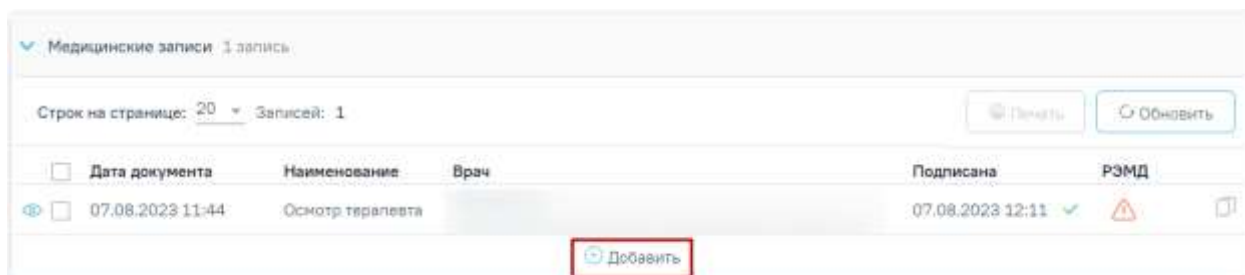 Медицинские записи 1 запись
Строк на странице: 20 Записей: 1 Печать Обновить
Дата документа Наименование Врач Подписана РЭМД
07.08.2023 11:44 Осмотр терапевта 07.08.2023 12:11
Добавить